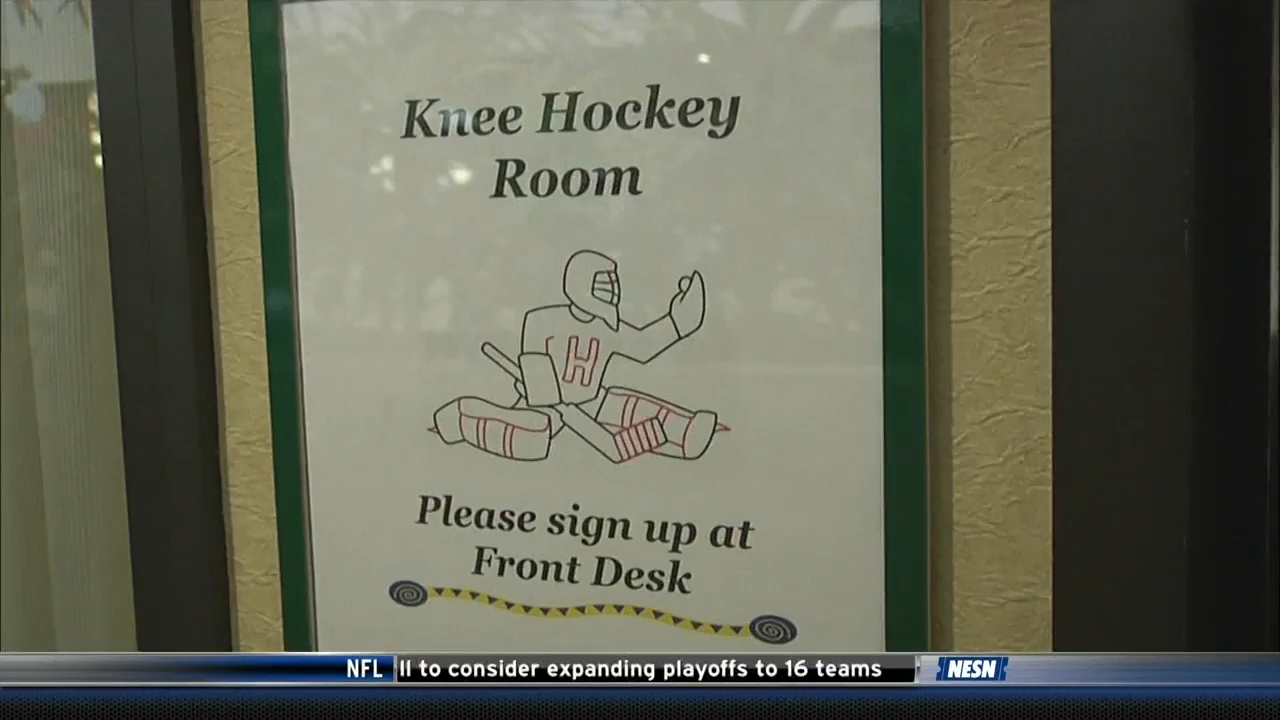 Knee Hockey
Room
H
Please sign up at
Front Desk
NFL ll to consider expanding playoffs to 16 teams NESN